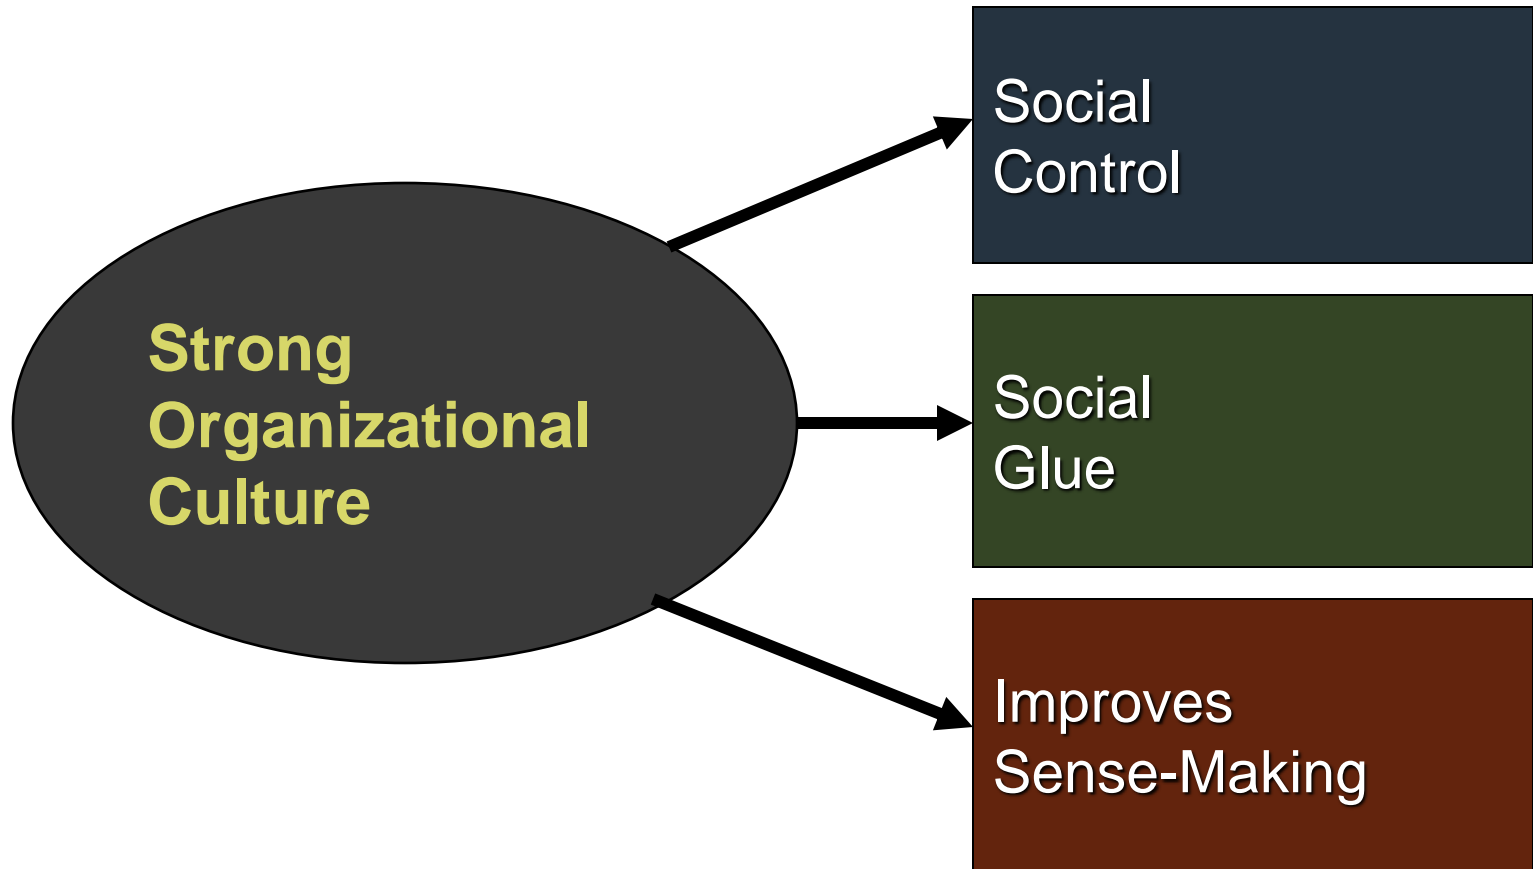 Strong
Organizational
Culture
Social
Control
Social
Glue
Improves
Sense-Making